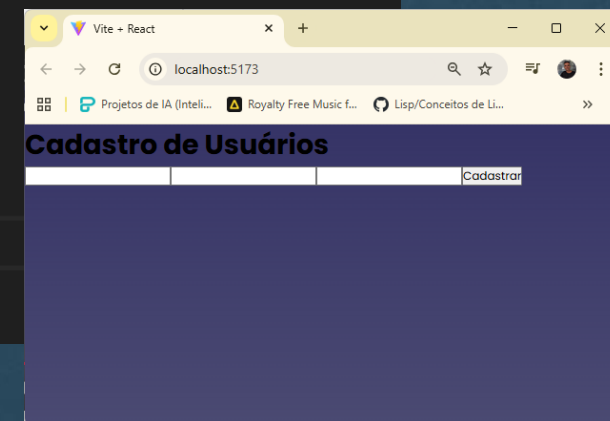 Vite + React
localhost:5173
Projetos de IA (Inteli... Royalty Free Music f... Lisp/Conceitos de Li...
Cadastro de Usuários
Cadastrar